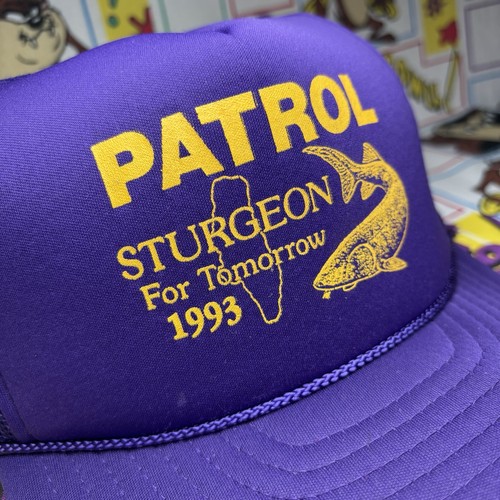 PATROL
STURGEON
For Tomorrow
1993